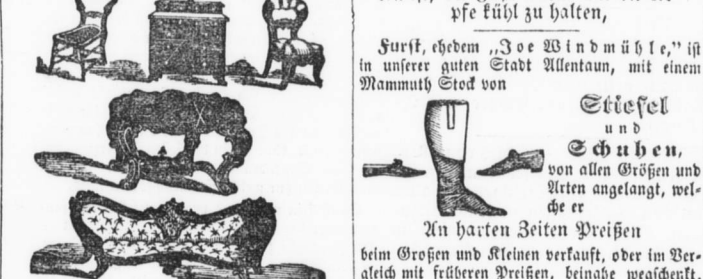 pfe kühl zu halten,
Furst, ehedem „Joe Windmühle,” ist
in unserer guten Stadt Allentaun, mit einem
Mammuth Stock von
Stiefel
und
Schuhen,
von allen Größen und
Arten angelangt, wel-
che er
An harten Zeiten Preißen
beim Großen und Kleinen verkauft, oder im Ver-
gleich mit früheren Preißen, beinahe wegschenkt.